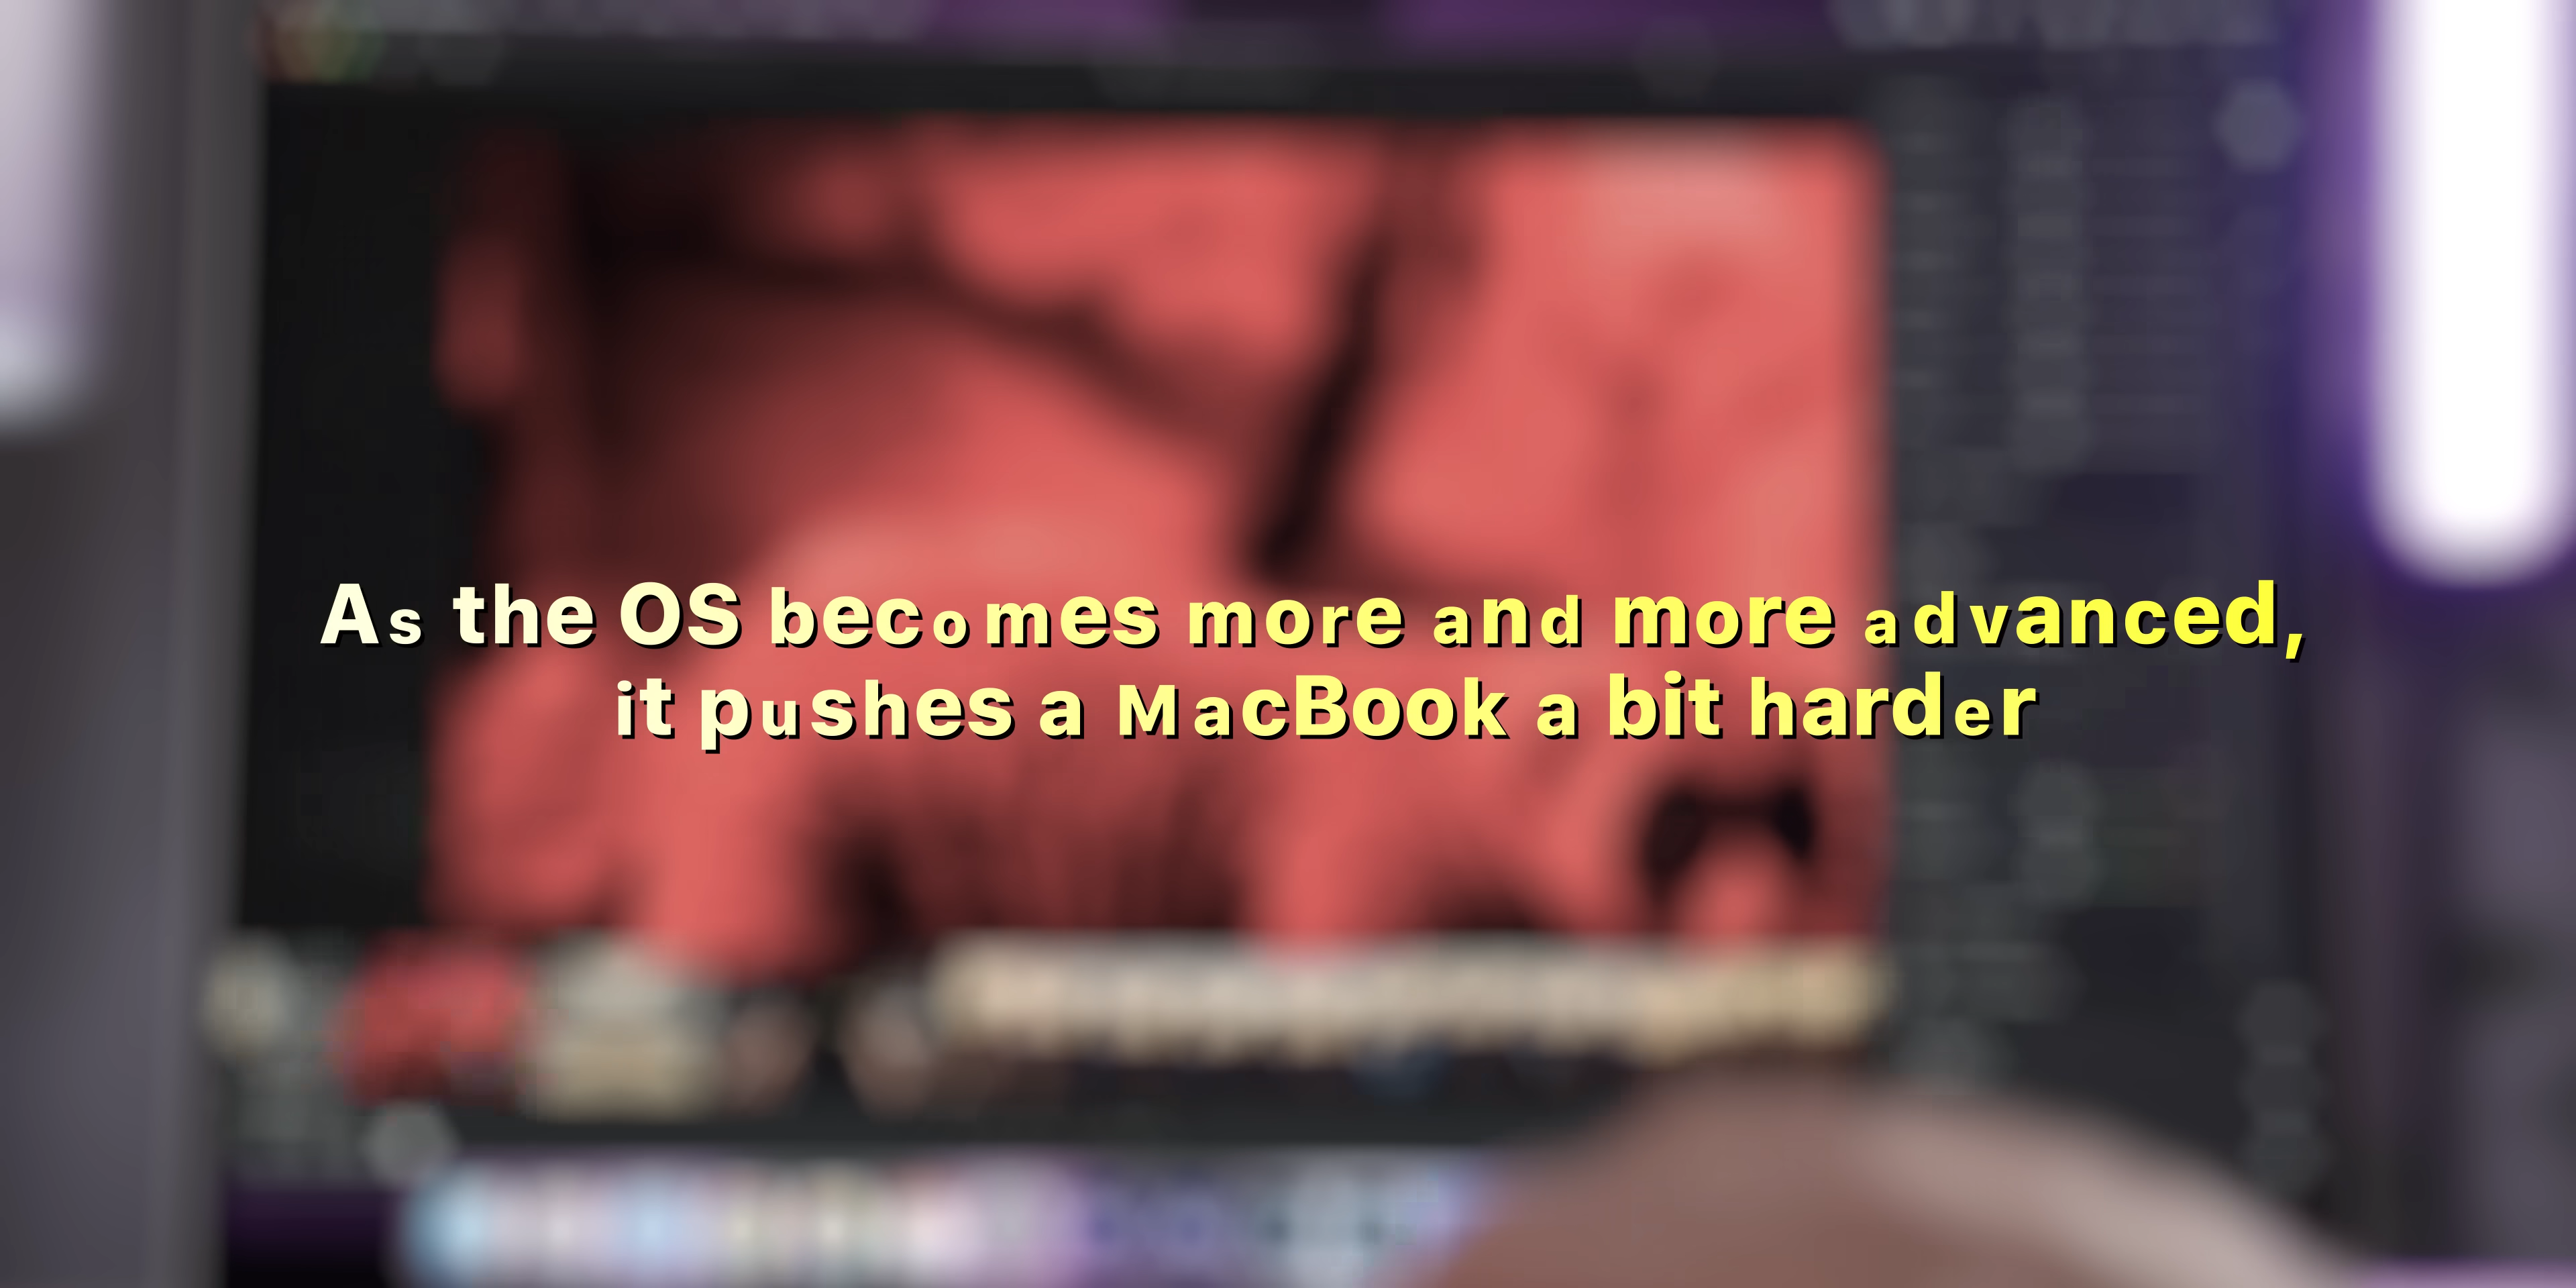 As the OS becomes more and more advanced,
it pushes a MacBook a bit harder